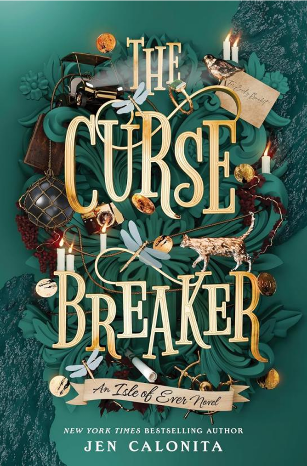 THE
CURSE
BREAKER
An Isle of Ever Novel
NEW YORK TIMES BESTSELLING AUTHOR
JEN CALONITA